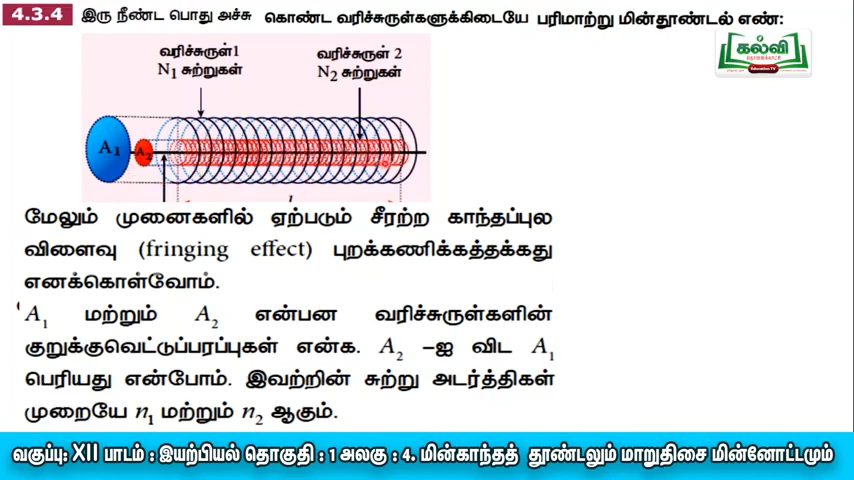 4.3.4 இரு நீண்ட பொது அச்சு கொண்ட வரிச்சுருள்களுக்கிடையே பரிமாற்று மின்தூண்டல் எண்:
கல்வி
Education TV
வரிச்சுருள்1
N1 சுற்றுகள்
வரிச்சுருள் 2
N2 சுற்றுகள்
A1
A2
l
மேலும் முனைகளில் ஏற்படும் சீரற்ற காந்தப்புல
விளைவு (fringing effect) புறக்கணிக்கத்தக்கது
எனக்கொள்வோம்.
A1 மற்றும் A2 என்பன வரிச்சுருள்களின்
குறுக்குவெட்டுப்பரப்புகள் என்க. A2 –ஐ விட A1
பெரியது என்போம். இவற்றின் சுற்று அடர்த்திகள்
முறையே n1 மற்றும் n2 ஆகும்.
வகுப்பு: XII பாடம் : இயற்பியல் தொகுதி : 1 அலகு : 4. மின்காந்தத் தூண்டலும் மாறுதிசை மின்னோட்டமும்